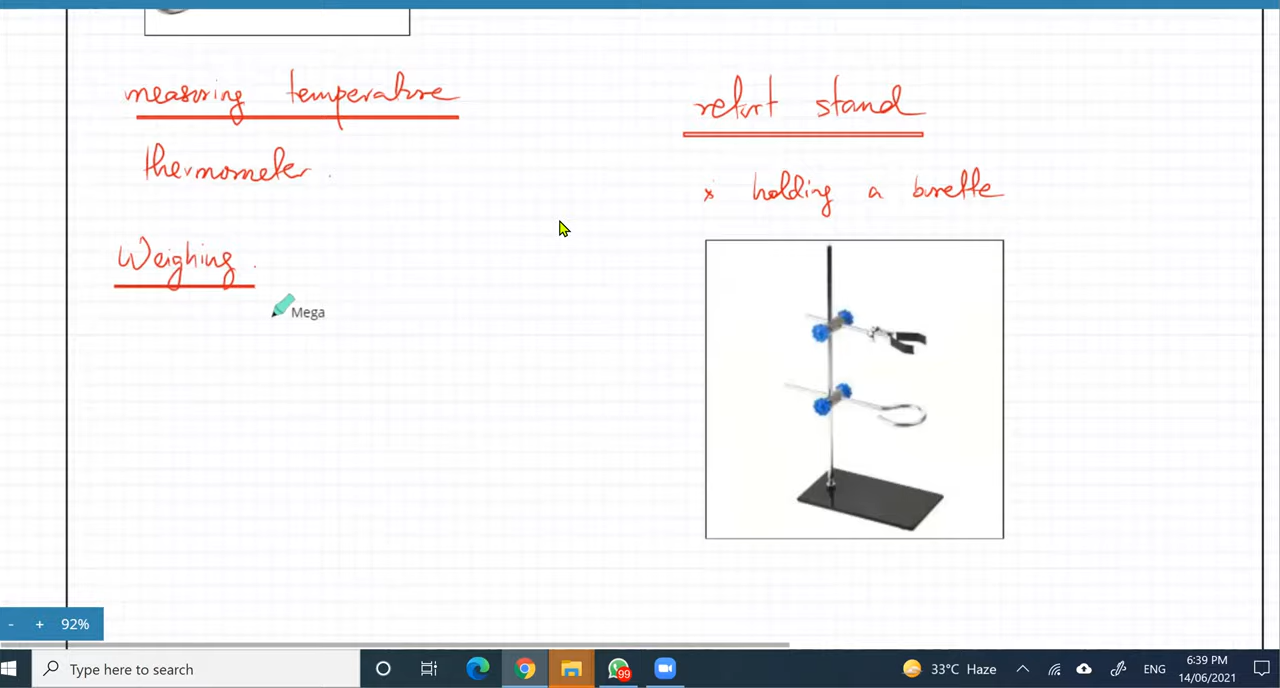 measuring temperature
thermometer.
Weighing.
Mega
retort stand
* holding a burette
- + 92%
Type here to search
99
33°C Haze
ENG
6:39 PM
14/06/2021